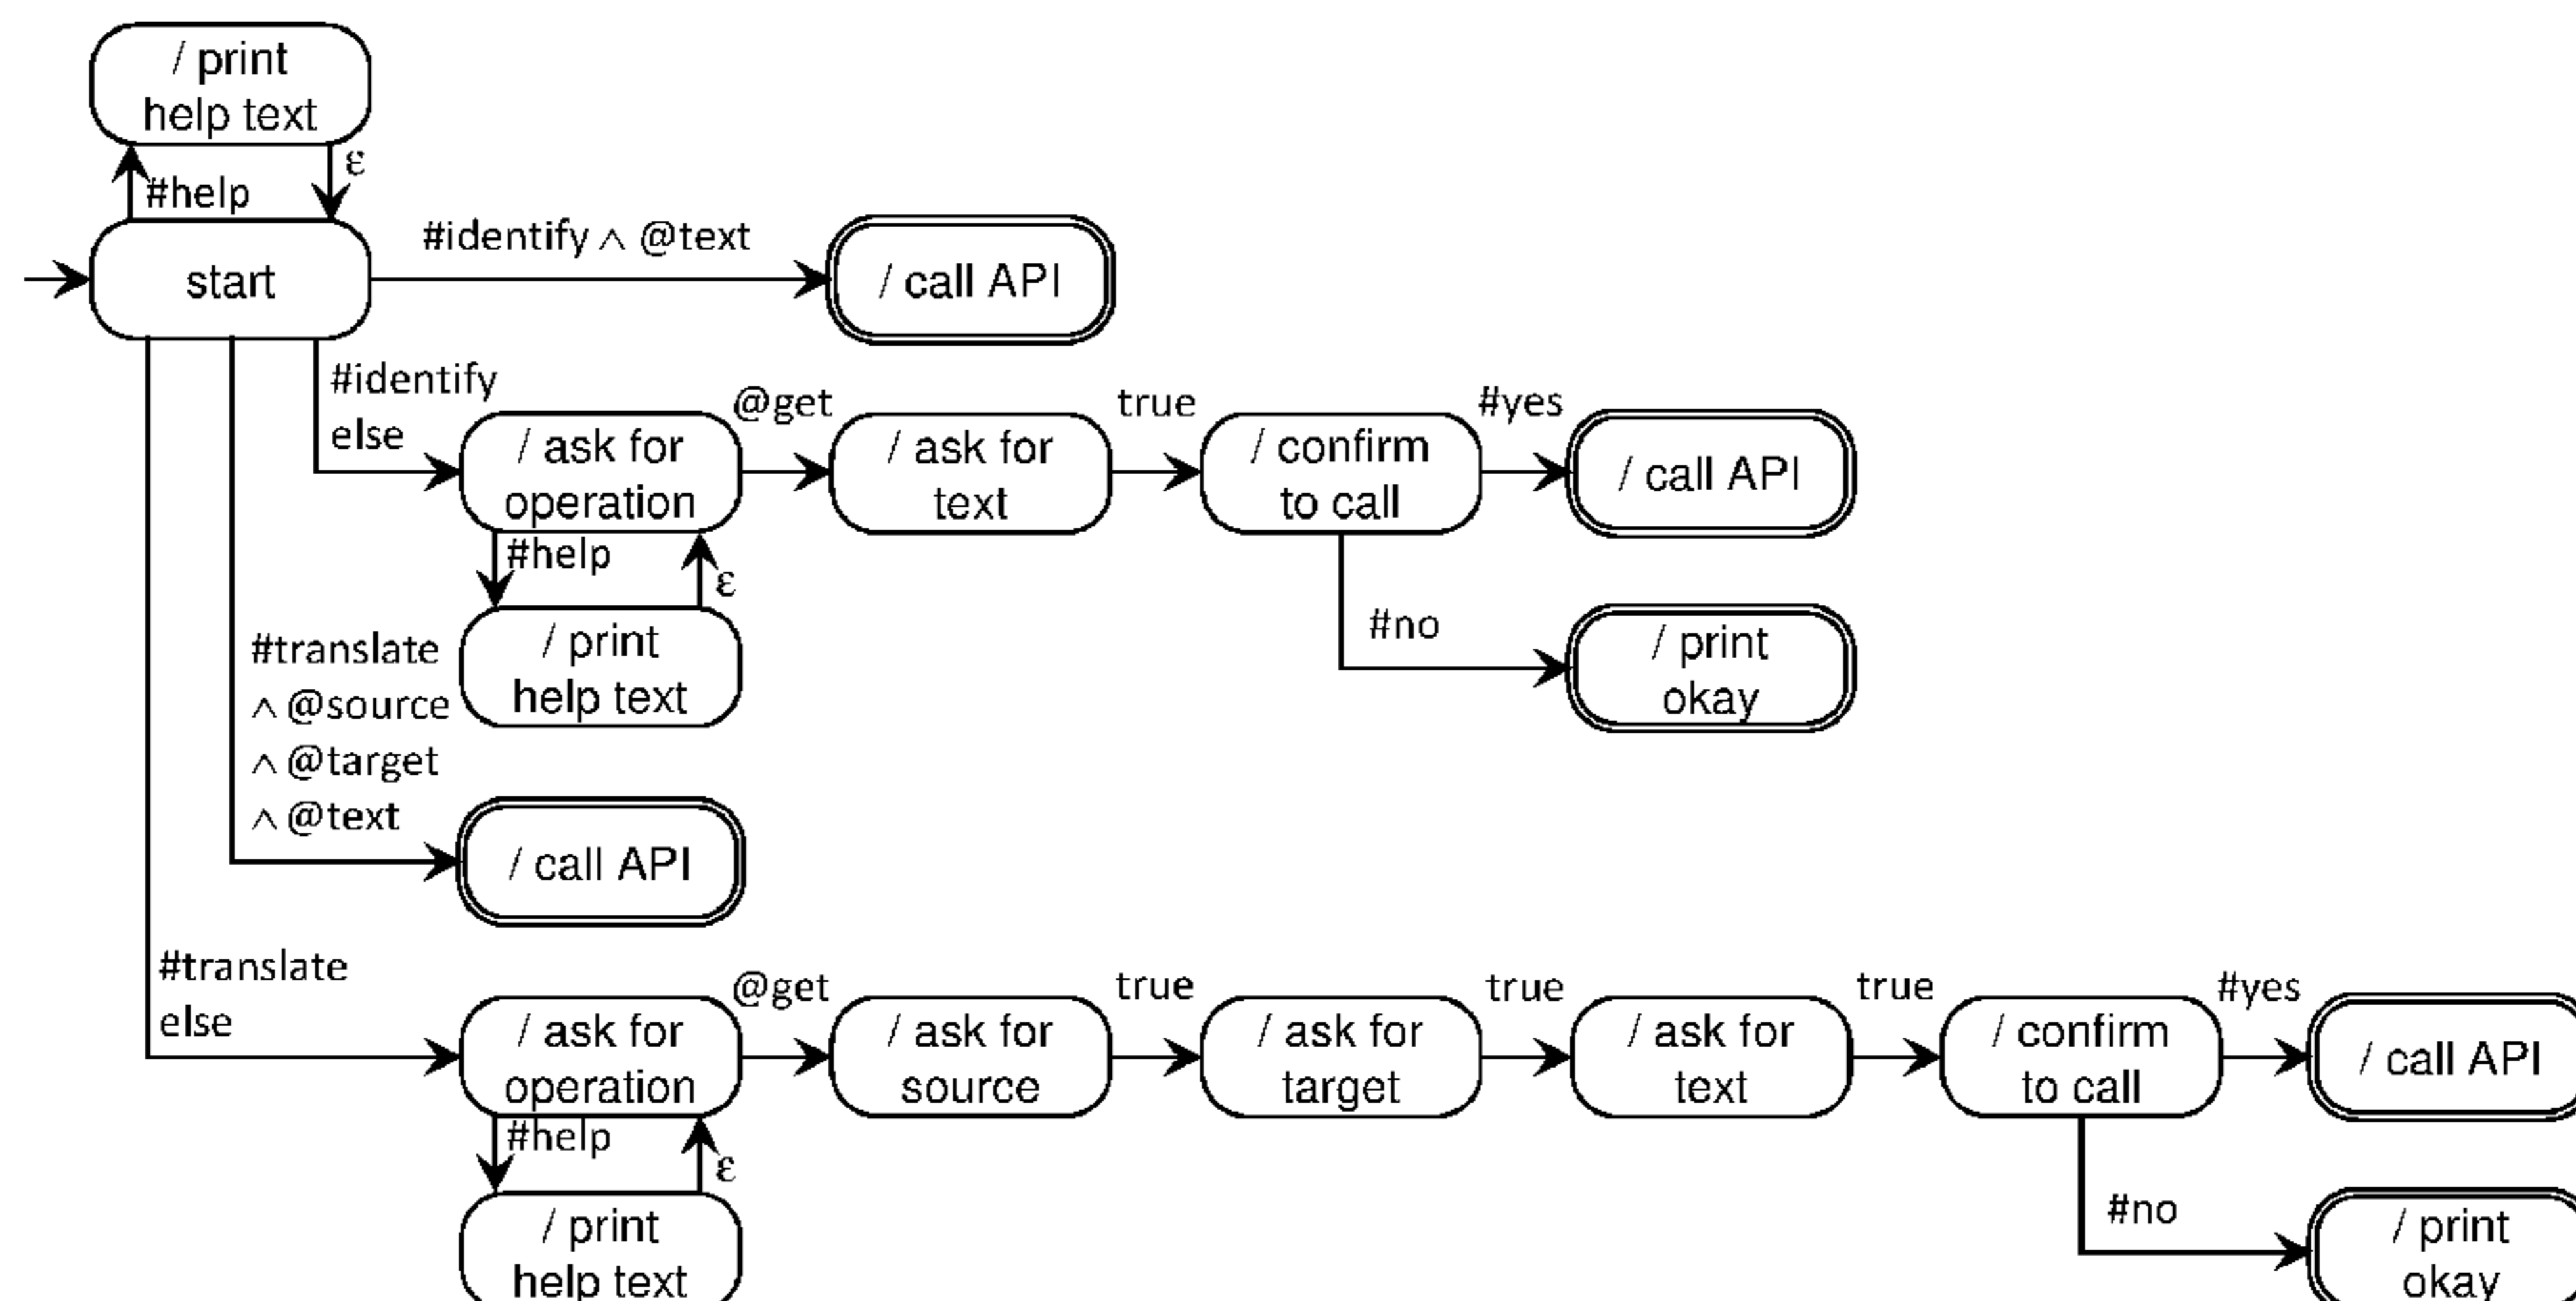 / print
help text
ε
#help
#identify ∧ @text
start
/ call API
#identify
else
@get
true
#yes
/ ask for
operation
/ ask for
text
/ confirm
to call
/ call API
#help
ε
#no
/ print
help text
/ print
okay
#translate
∧ @source
∧ @target
∧ @text
/ call API
#translate
else
@get
true
true
true
#yes
/ ask for
operation
/ ask for
source
/ ask for
target
/ ask for
text
/ confirm
to call
/ call API
#help
ε
#no
/ print
help text
/ print
okay